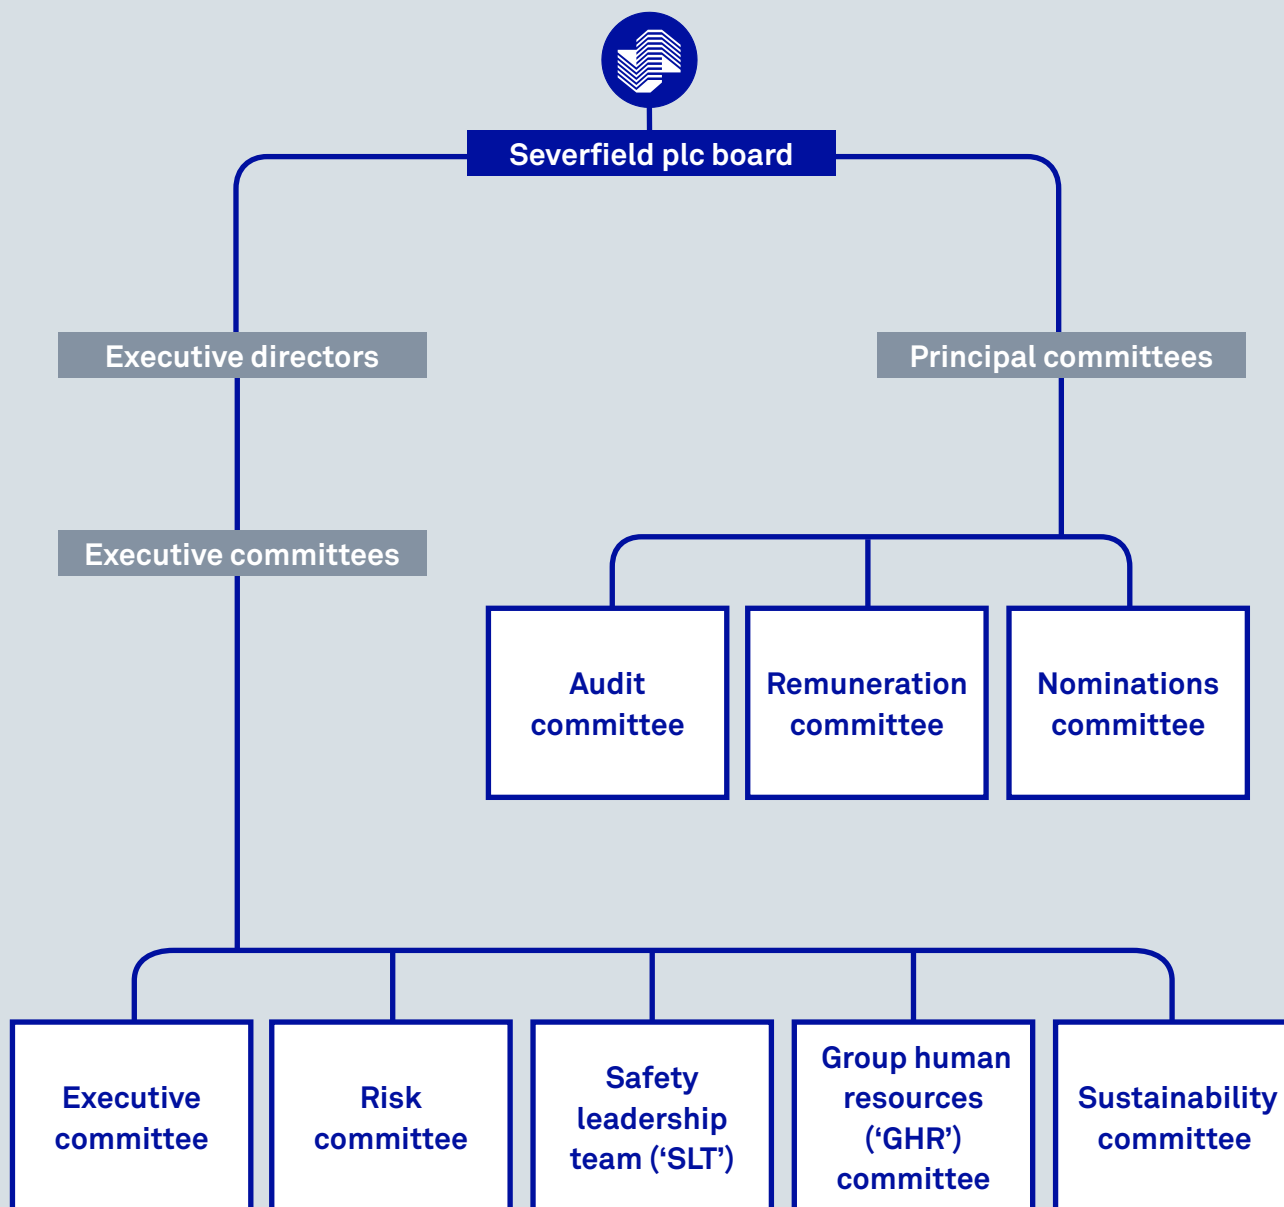 Severfield plc board
Executive directors
Principal committees
Executive committees
Audit
committee
Remuneration
committee
Nominations
committee
Executive
committee
Risk
committee
Safety
leadership
team (‘SLT’)
Group human
resources
(‘GHR’)
committee
Sustainability
committee